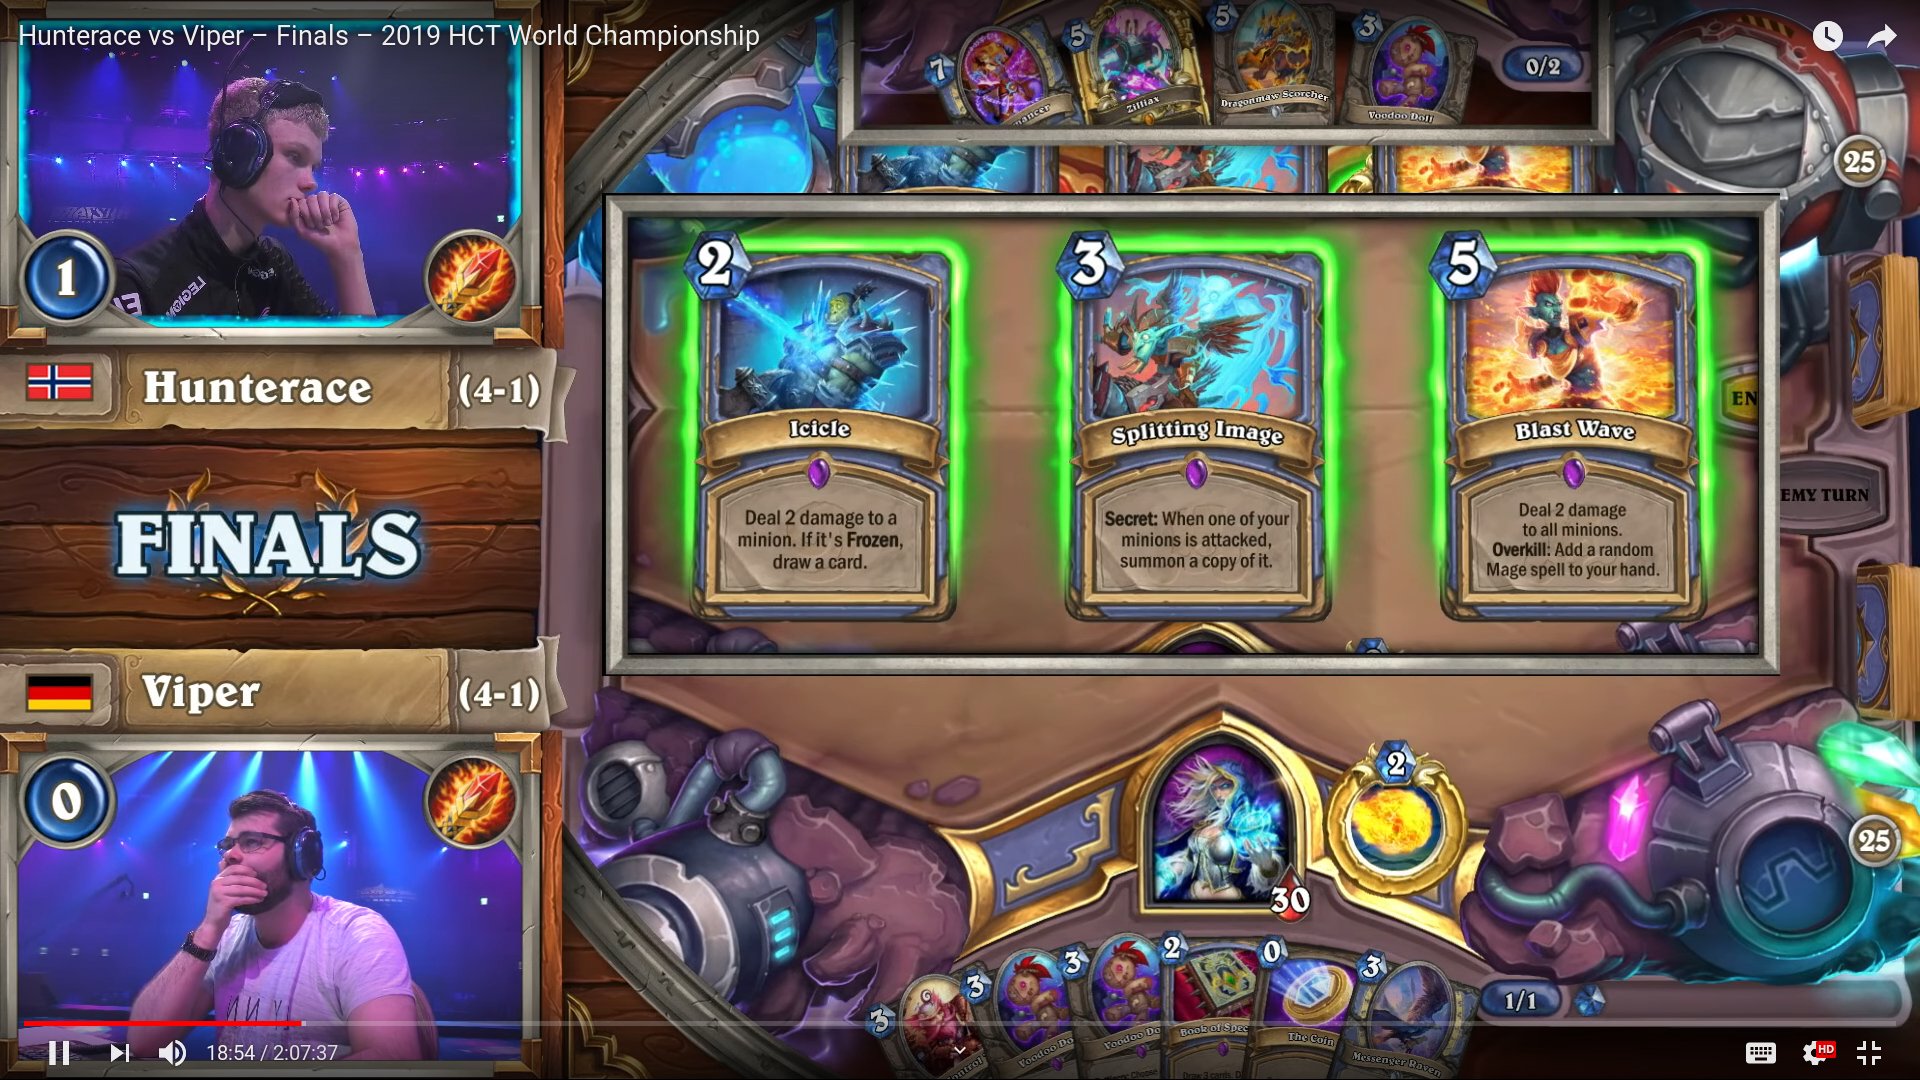 Hunterace vs Viper – Finals – 2019 HCT World Championship
7
5
Zilliax
5
Dragonmaw Scorcher
3
Voodoo Doll
0/2
25
1
Hunterace
(4-1)
FINALS
Viper
(4-1)
0
2
Icicle
Deal 2 damage to a
minion. If it's Frozen,
draw a card.
3
Splitting Image
Secret: When one of your
minions is attacked,
summon a copy of it.
5
Blast Wave
Deal 2 damage
to all minions.
Overkill: Add a random
Mage spell to your hand.
EN
EMY TURN
2
30
25
3
3
Voodoo Do
3
Voodoo Do
2
Book of Spec
0
The Coin
3
Messenger Raven
1/1
18:54 / 2:07:37
HD